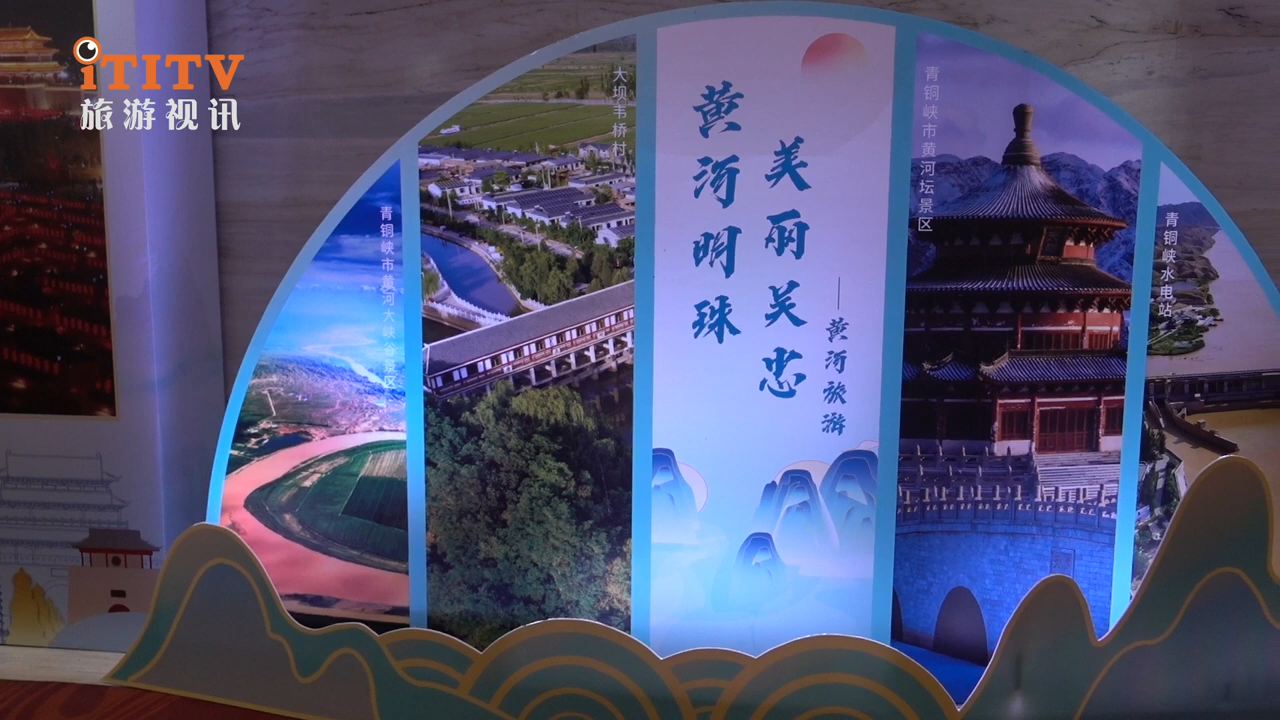 iTITV
旅游视讯
青铜峡市黄河大峡谷景区
大坝韦桥村
黄河明珠
美丽吴忠
——黄河旅游
青铜峡市黄河坛景区
青铜峡水电站